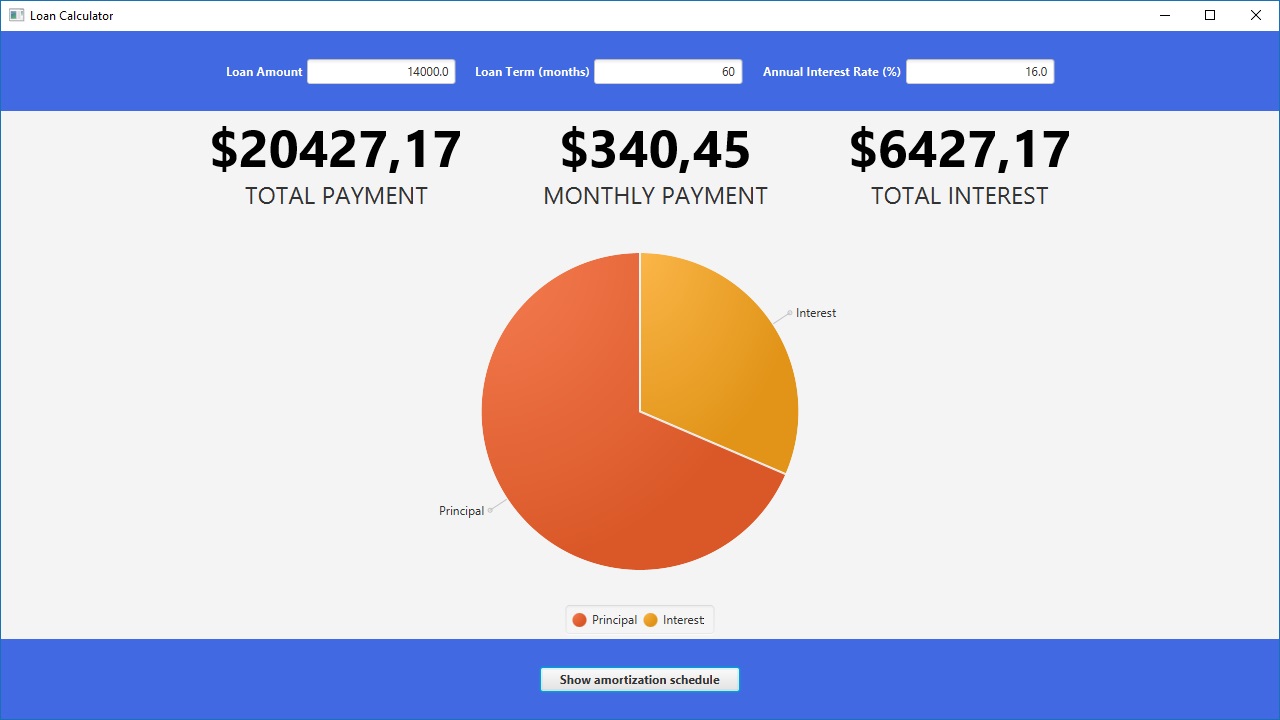 Loan Calculator
Loan Amount 14000.0 Loan Term (months) 60 Annual Interest Rate (%) 16.0
$20427,17 $340,45 $6427,17
TOTAL PAYMENT MONTHLY PAYMENT TOTAL INTEREST
Interest
Principal
Principal Interest
Show amortization schedule